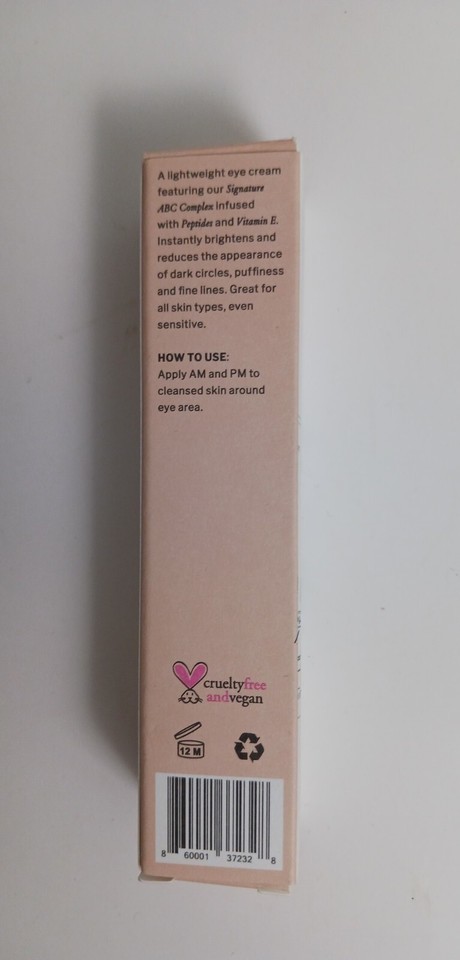 A lightweight eye cream
featuring our Signature
ABC Complex infused
with Peptides and Vitamin E.
Instantly brightens and
reduces the appearance
of dark circles, puffiness
and fine lines. Great for
all skin types, even
sensitive.
HOW TO USE:
Apply AM and PM to
cleansed skin around
eye area.
crueltyfree
andvegan
12 M
8 60001 37232 8